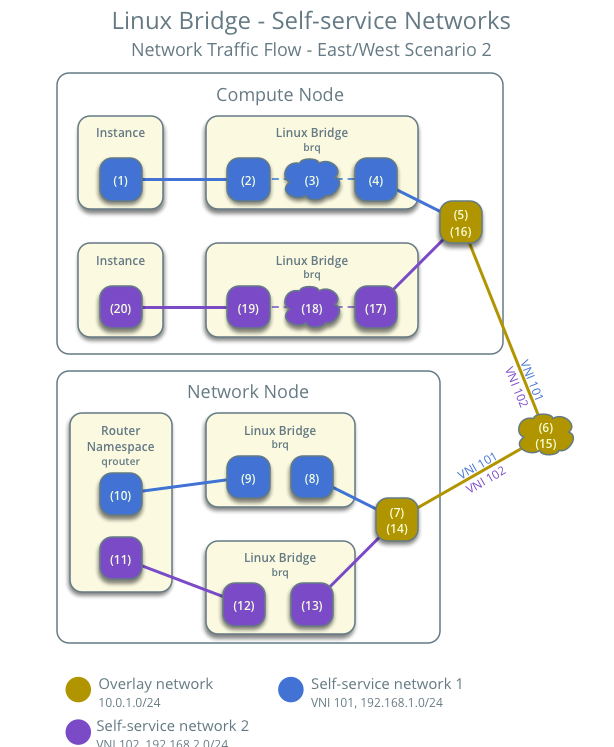 Linux Bridge - Self-service Networks
Network Traffic Flow - East/West Scenario 2
Compute Node
Instance
(1)
Linux Bridge
brq
(2)
(3)
(4)
(5)
(16)
Instance
(20)
Linux Bridge
brq
(19)
(18)
(17)
VNI 101
VNI 102
(6)
(15)
Network Node
Router
Namespace
qrouter
(10)
(11)
Linux Bridge
brq
(9)
(8)
(7)
(14)
VNI 101
VNI 102
Linux Bridge
brq
(12)
(13)
Overlay network
10.0.1.0/24
Self-service network 1
VNI 101, 192.168.1.0/24
Self-service network 2
VNI 102, 192.168.2.0/24